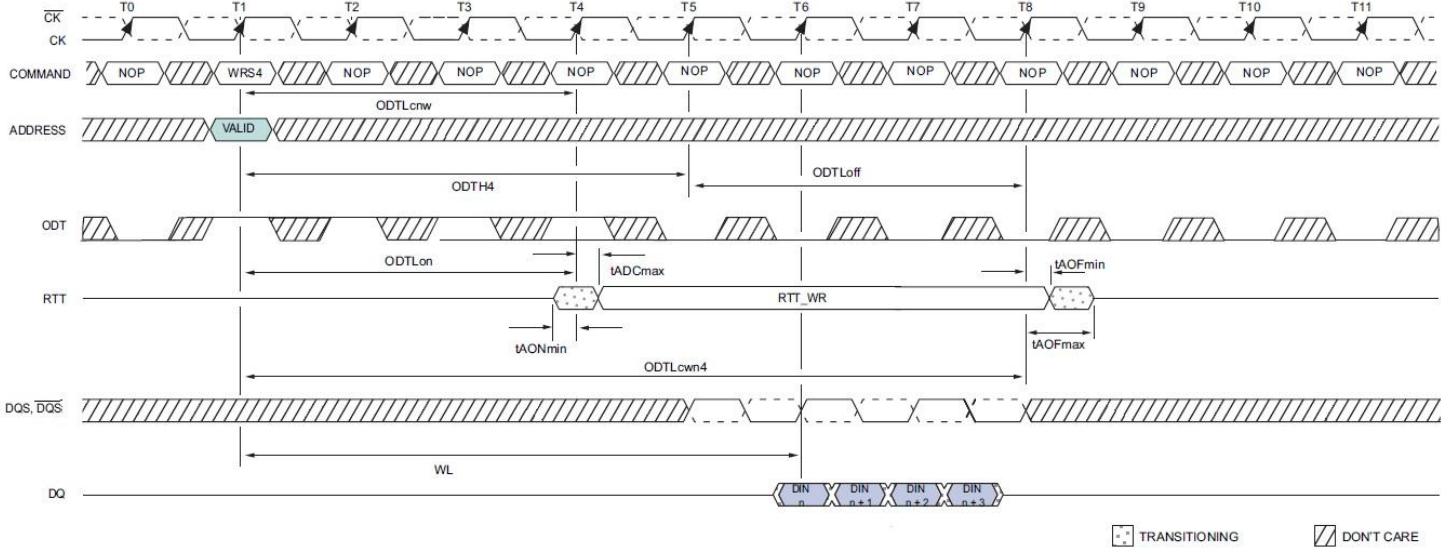 T0 T1 T2 T3 T4 T5 T6 T7 T8 T9 T10 T11
CK
CK
COMMAND NOP WRS4 NOP NOP NOP NOP NOP NOP NOP NOP NOP NOP
ODTLcnw
ADDRESS VALID
ODTH4 ODTLoff
ODT
ODTLon tADCmax tAOFmin
RTT RTT_WR
tAONmin tAOFmax
ODTLcwn4
DQS, DQS
WL
DQ DIN n DIN n + 1 DIN n + 2 DIN n + 3
TRANSITIONING DON'T CARE